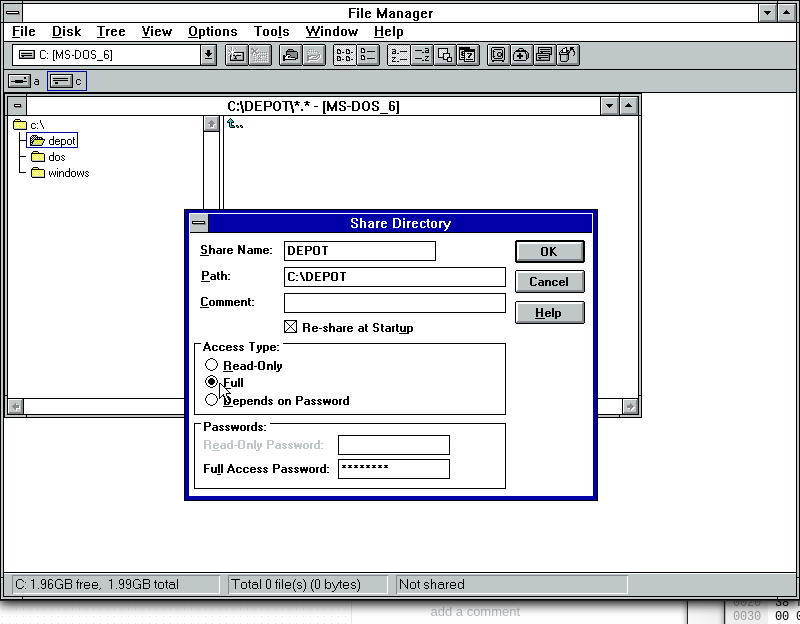 File Manager
File Disk Tree View Options Tools Window Help
C: [MS-DOS_6]
a c
C:\DEPOT\*.* - [MS-DOS_6]
c:\
depot
dos
windows
..
Share Directory
Share Name: DEPOT
OK
Path: C:\DEPOT
Cancel
Comment:
Help
Re-share at Startup
Access Type:
Read-Only
Full
Depends on Password
Passwords:
Read-Only Password:
Full Access Password: ********
C: 1.96GB free, 1.99GB total Total 0 file(s) (0 bytes) Not shared
add a comment
0030 00